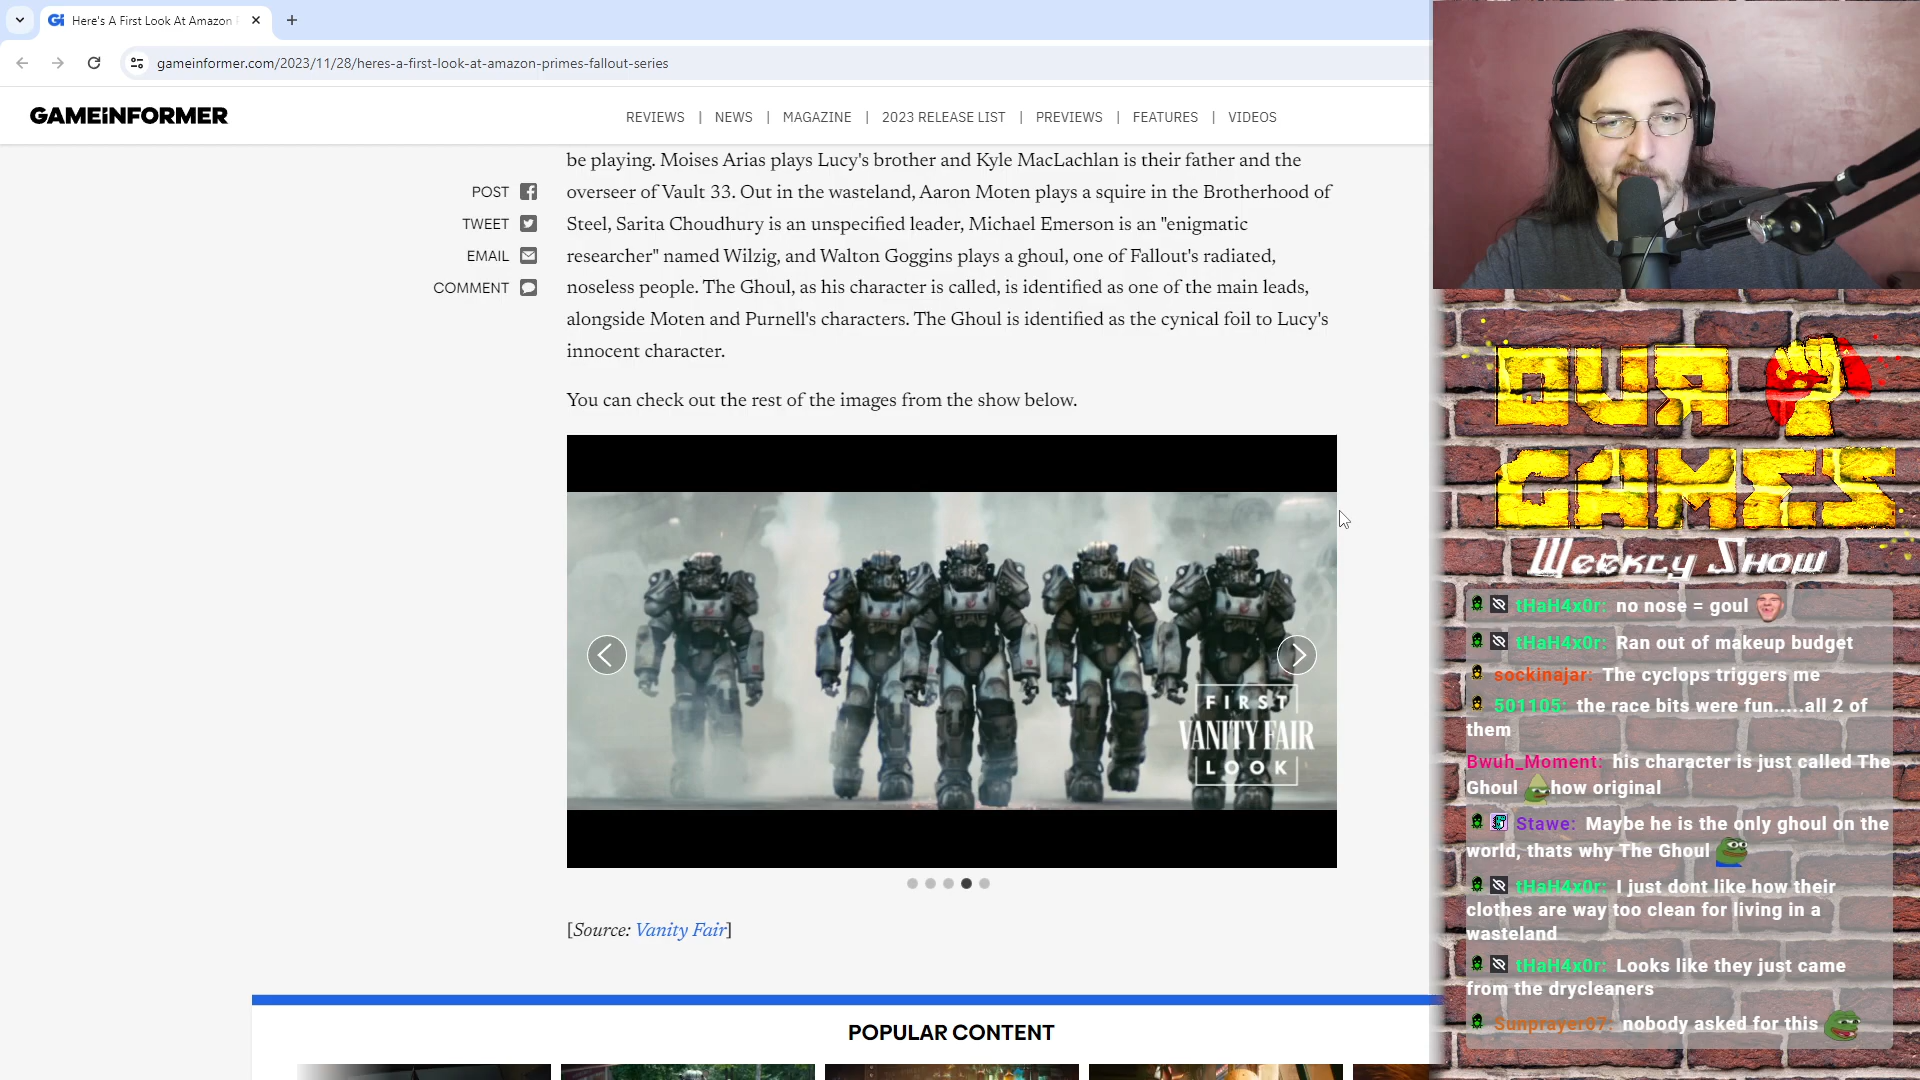 Here's A First Look At Amazon
gameinformer.com/2023/11/28/heres-a-first-look-at-amazon-primes-fallout-series
GAMEINFORMER
REVIEWS | NEWS | MAGAZINE | 2023 RELEASE LIST | PREVIEWS | FEATURES | VIDEOS
POST
TWEET
EMAIL
COMMENT
be playing. Moises Arias plays Lucy's brother and Kyle MacLachlan is their father and the
overseer of Vault 33. Out in the wasteland, Aaron Moten plays a squire in the Brotherhood of
Steel, Sarita Choudhury is an unspecified leader, Michael Emerson is an "enigmatic
researcher" named Wilzig, and Walton Goggins plays a ghoul, one of Fallout's radiated,
noseless people. The Ghoul, as his character is called, is identified as one of the main leads,
alongside Moten and Purnell's characters. The Ghoul is identified as the cynical foil to Lucy's
innocent character.
You can check out the rest of the images from the show below.
FIRST
VANITY FAIR
LOOK
[Source: Vanity Fair]
POPULAR CONTENT
OUR
GAMES
Weekly Show
tHaH4x0r: no nose = goul
tHaH4x0r: Ran out of makeup budget
sockinajar: The cyclops triggers me
501105: the race bits were fun.....all 2 of
them
Bwuh_Moment: his character is just called The
Ghoul how original
Stawe: Maybe he is the only ghoul on the
world, thats why The Ghoul
tHaH4x0r: I just dont like how their
clothes are way too clean for living in a
wasteland
tHaH4x0r: Looks like they just came
from the drycleaners
Sunprayer07: nobody asked for this